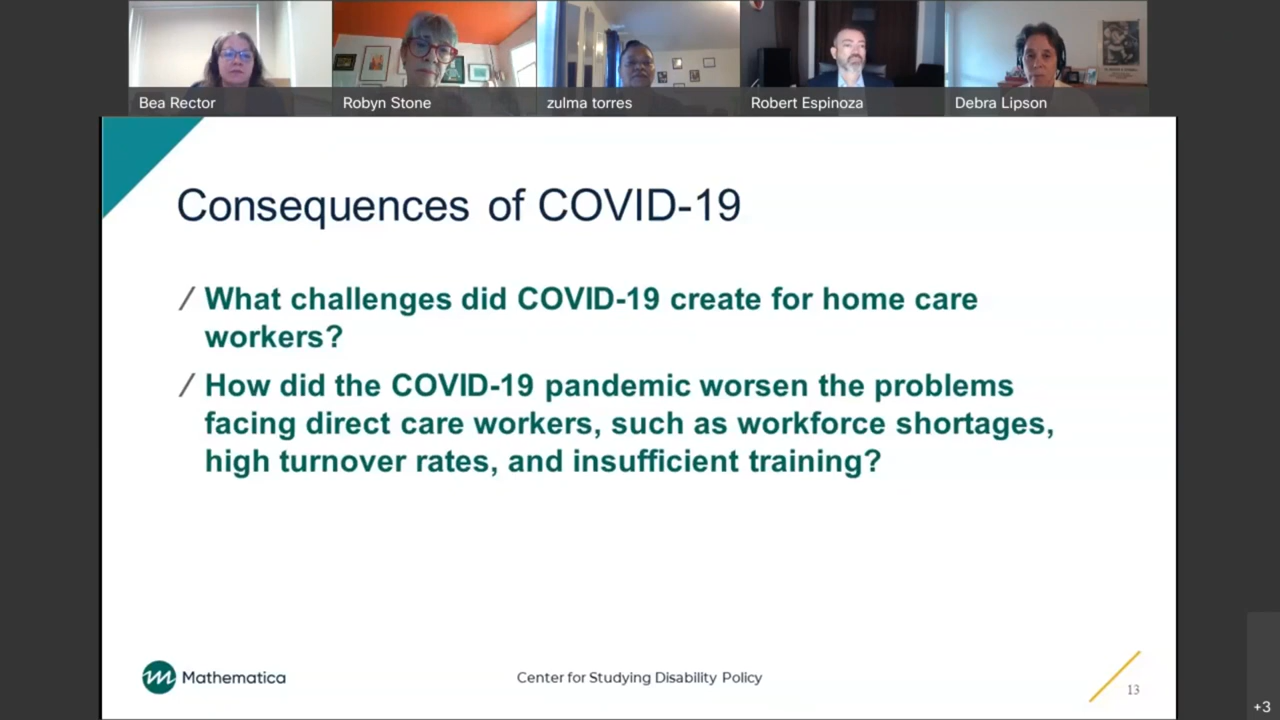 Bea Rector
Robyn Stone
zulma torres
Robert Espinoza
Debra Lipson
Consequences of COVID-19
/ What challenges did COVID-19 create for home care
workers?
/ How did the COVID-19 pandemic worsen the problems
facing direct care workers, such as workforce shortages,
high turnover rates, and insufficient training?
Mathematica
Center for Studying Disability Policy
13
+3